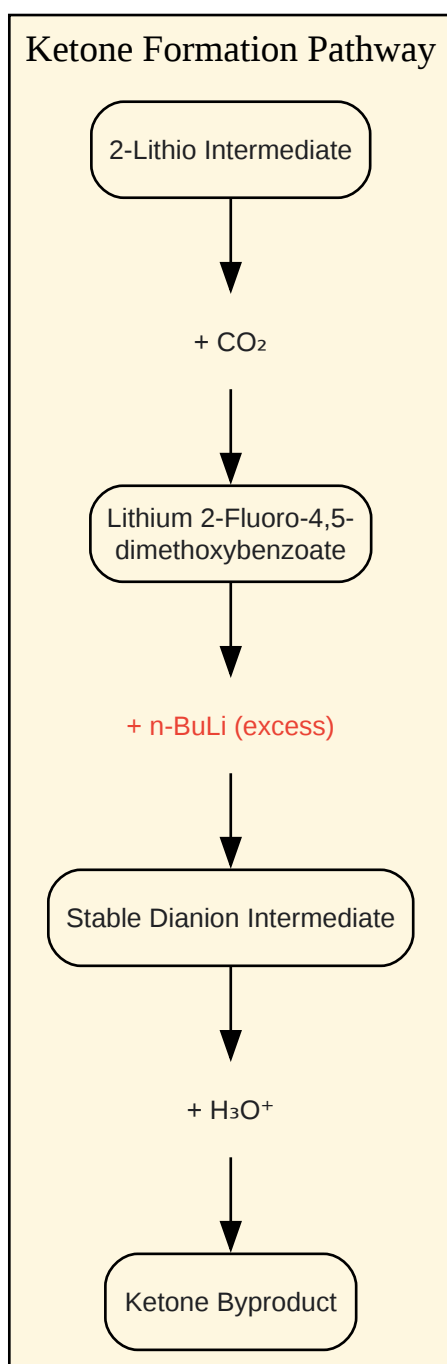 Ketone Formation Pathway
2-Lithio Intermediate
+ CO₂
Lithium 2-Fluoro-4,5-
dimethoxybenzoate
+ n-BuLi (excess)
Stable Dianion Intermediate
+ H₃O⁺
Ketone Byproduct